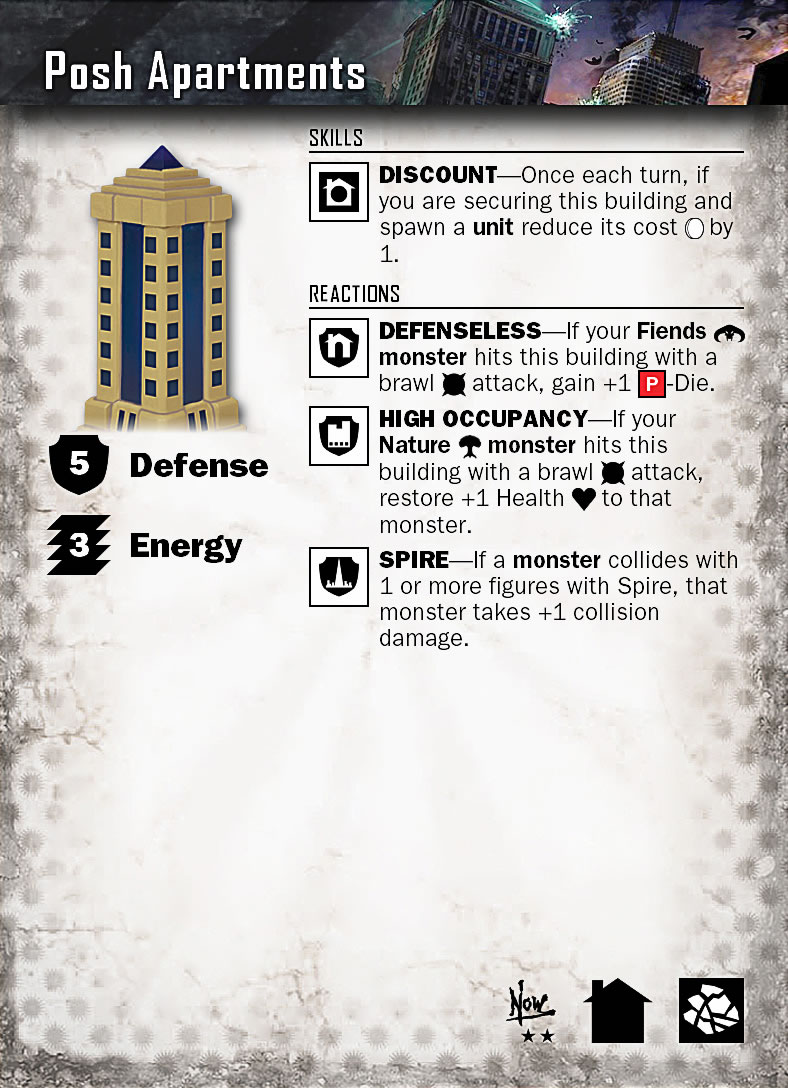 Posh Apartments
SKILLS
DISCOUNT—Once each turn, if
you are securing this building and
spawn a unit reduce its cost by
1.
REACTIONS
DEFENSELESS—If your Fiends
monster hits this building with a
brawl attack, gain +1 P-Die.
HIGH OCCUPANCY—If your
Nature monster hits this
building with a brawl attack,
restore +1 Health to that
monster.
SPIRE—If a monster collides with
1 or more figures with Spire, that
monster takes +1 collision
damage.
5 Defense
3 Energy
Now